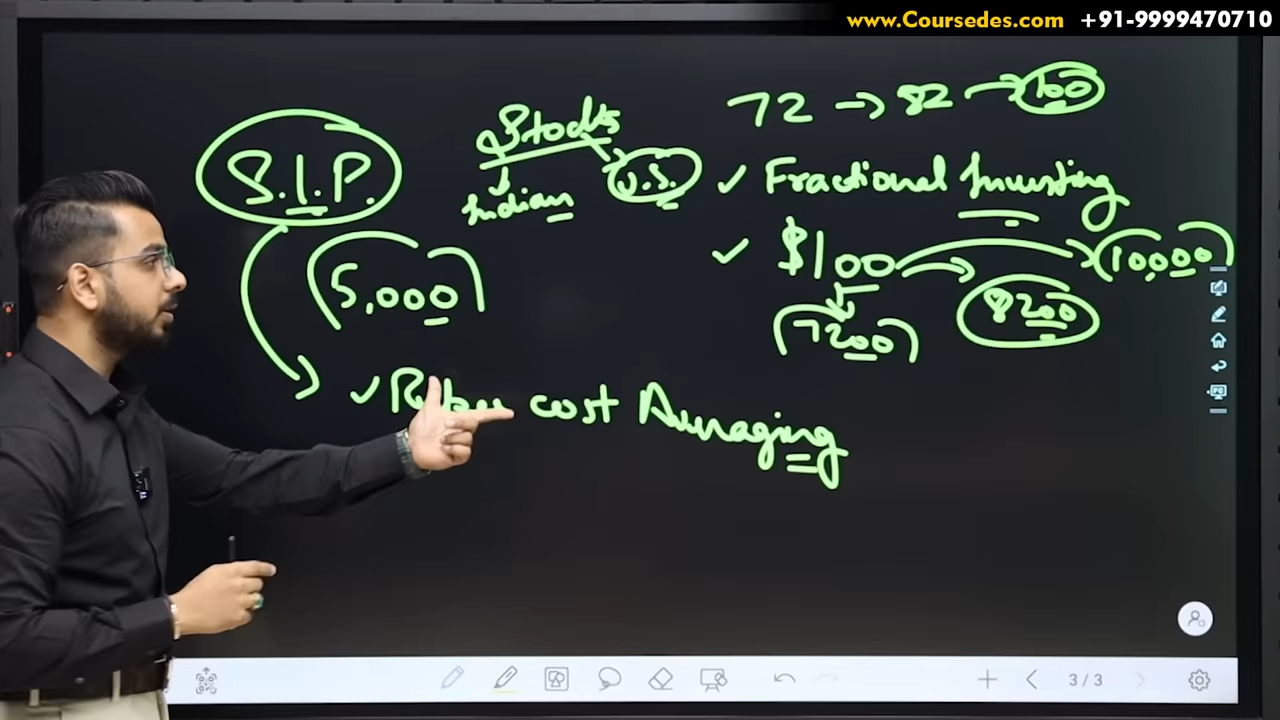 www.Coursedes.com +91-9999470710
72 → 82 → 100
S.I.P.
Stocks
Indian
U.S.
✓ Fractional Investing
✓ $100
10,000
8200
7200
5,000
✓ cost Averaging
3/3